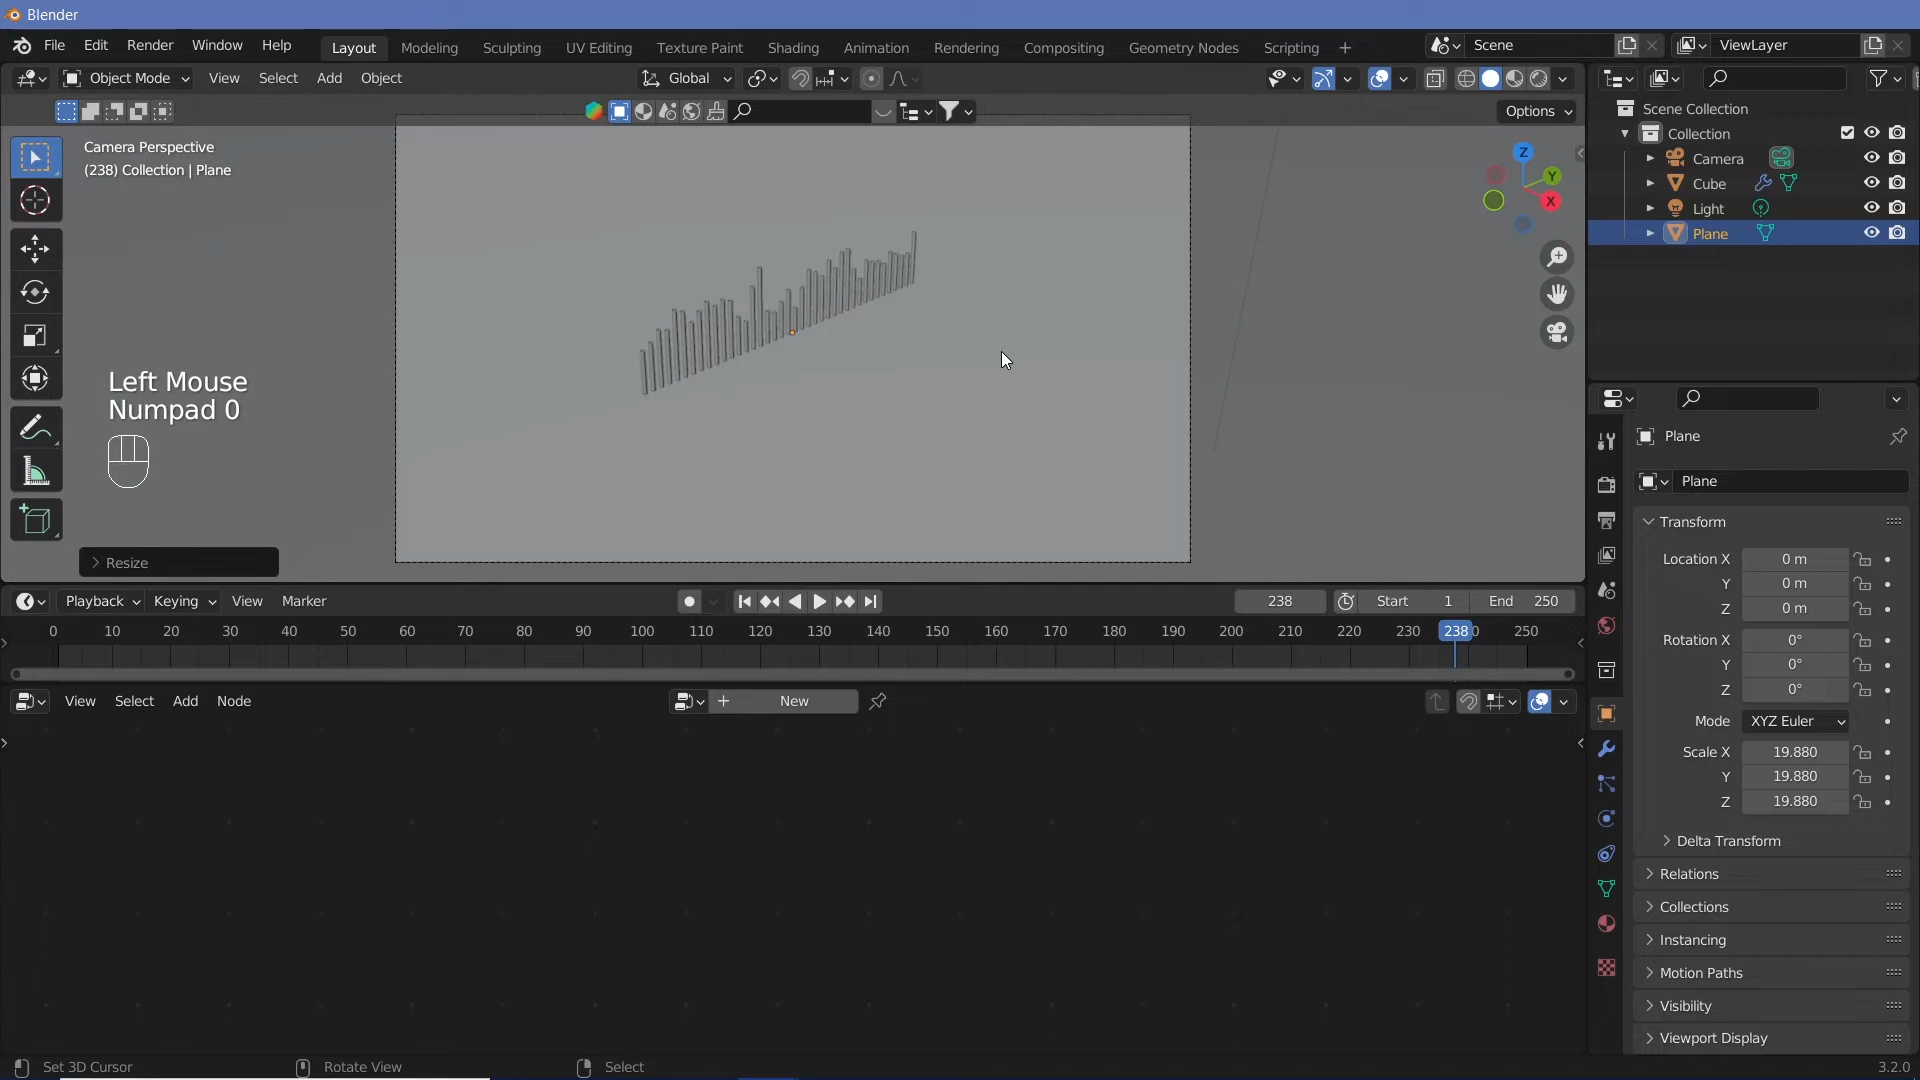 Blender
File Edit Render Window Help Layout Modeling Sculpting UV Editing Texture Paint Shading Animation Rendering Compositing Geometry Nodes Scripting Scene ViewLayer
Object Mode View Select Add Object Global
Options
Camera Perspective
(238) Collection | Plane
Z
Y
X
Left Mouse
Numpad 0
Resize
Scene Collection
Collection
Camera
Cube
Light
Plane
Plane
Plane
Transform
Location X 0 m
Y 0 m
Z 0 m
Rotation X 0°
Y 0°
Z 0°
Mode XYZ Euler
Scale X 19.880
Y 19.880
Z 19.880
Delta Transform
Relations
Collections
Instancing
Motion Paths
Visibility
Viewport Display
Playback Keying View Marker 238 Start 1 End 250
0 10 20 30 40 50 60 70 80 90 100 110 120 130 140 150 160 170 180 190 200 210 220 230 238 0 250
View Select Add Node New
Set 3D Cursor Rotate View Select 3.2.0